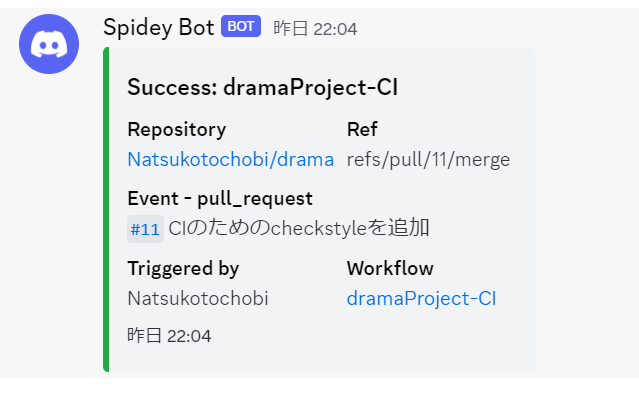 Spidey Bot BOT 昨日 22:04
Success: dramaProject-CI
Repository Ref
Natsukotochobi/drama refs/pull/11/merge
Event - pull_request
#11 CIのためのcheckstyleを追加
Triggered by Workflow
Natsukotochobi dramaProject-CI
昨日 22:04